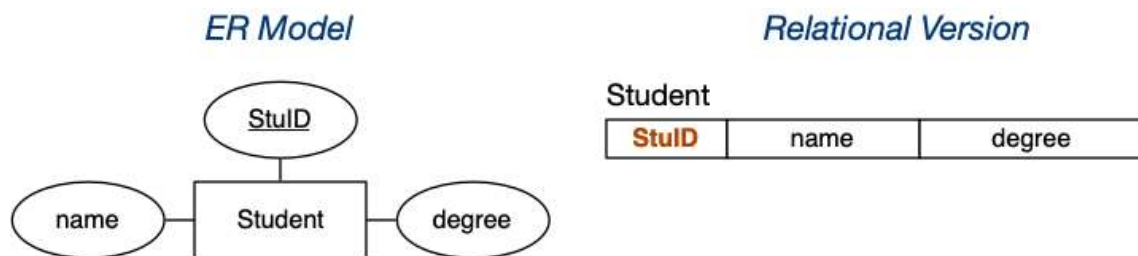 ER Model
Relational Version
StuID
name
Student
degree
Student
StuID name degree